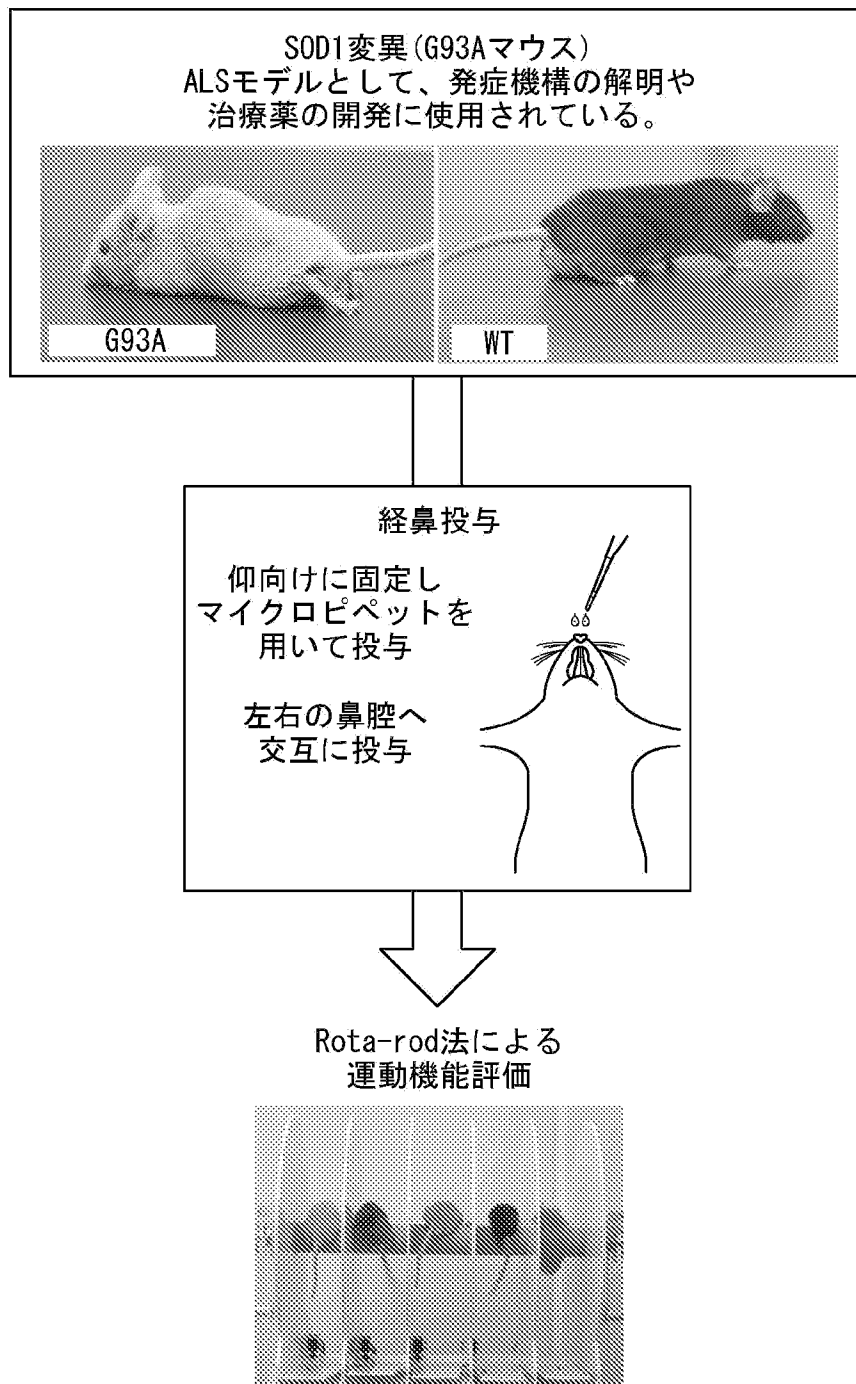 SOD1変異(G93Aマウス)
ALSモデルとして、発症機構の解明や
治療薬の開発に使用されている。
G93A
WT
経鼻投与
仰向けに固定し
マイクロピペットを
用いて投与
左右の鼻腔へ
交互に投与
Rota-rod法による
運動機能評価